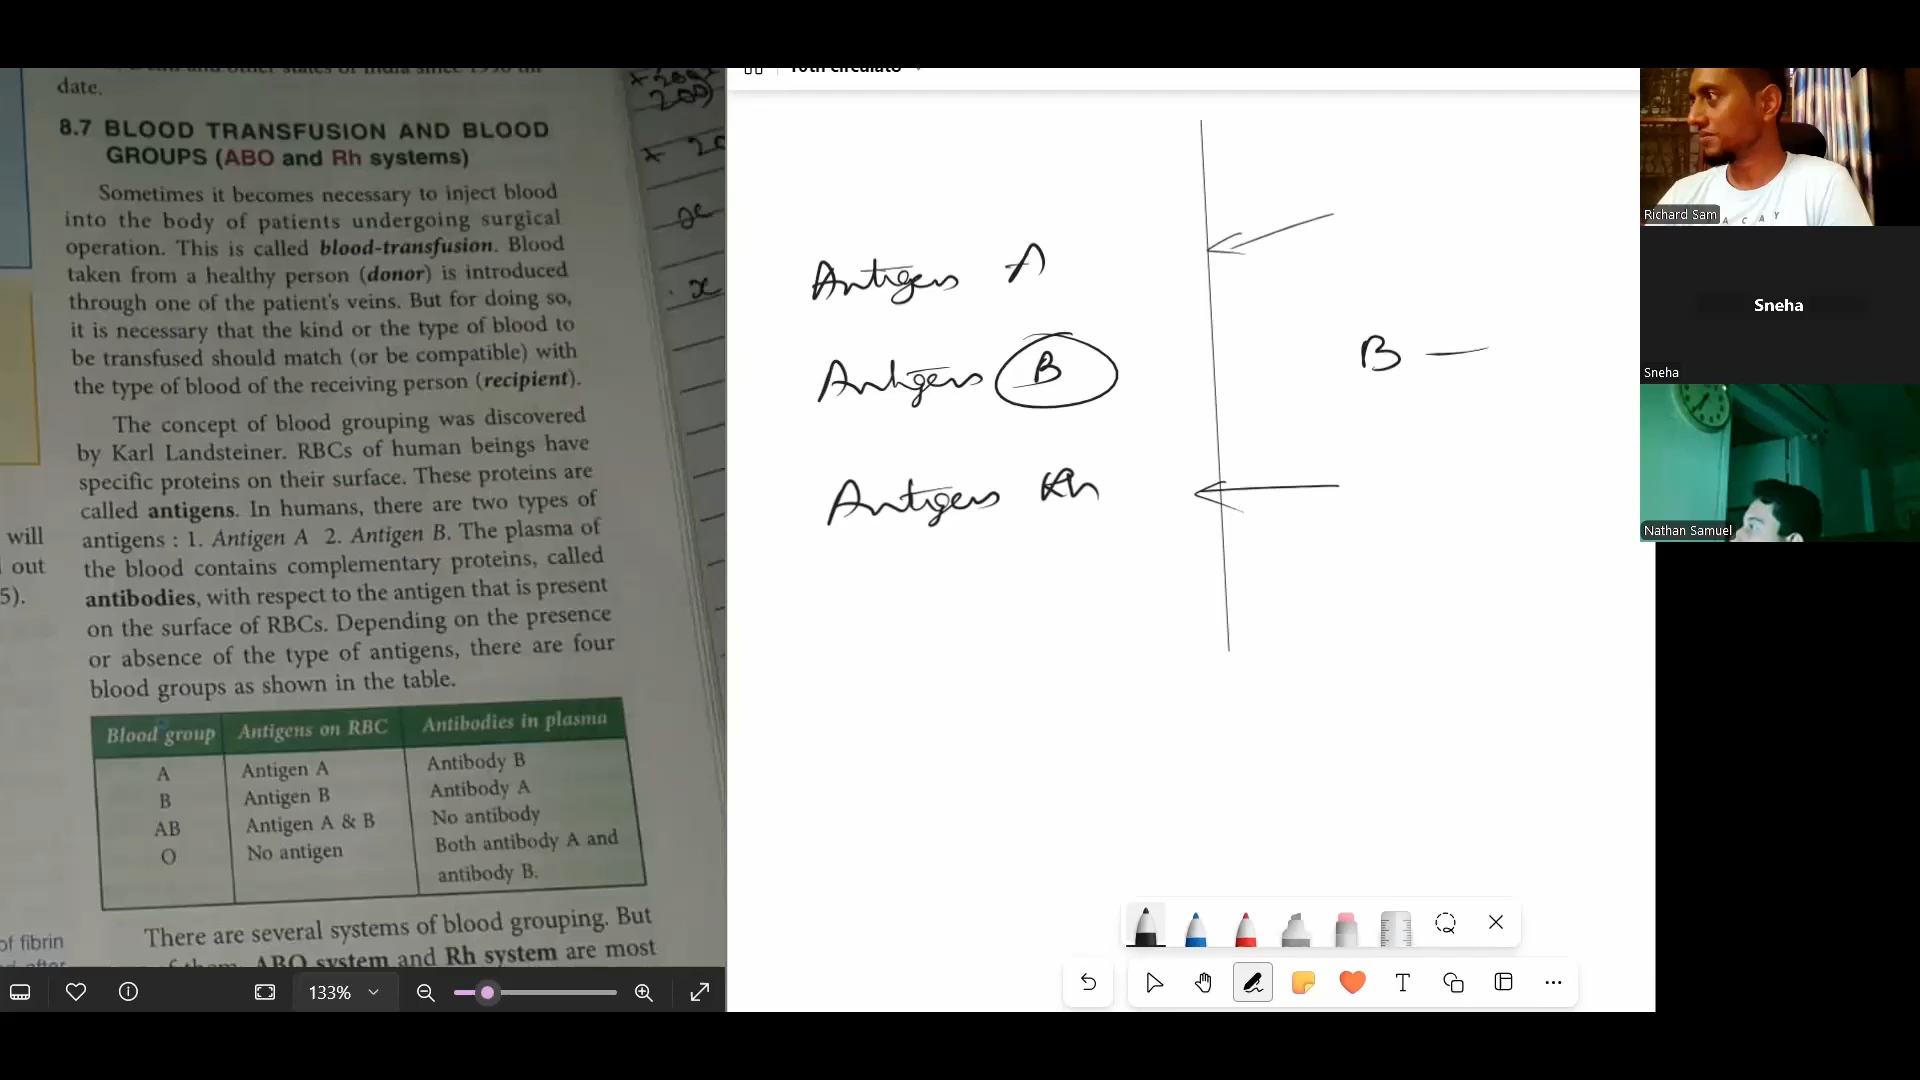 date.
8.7 BLOOD TRANSFUSION AND BLOOD
GROUPS (ABO and Rh systems)
Sometimes it becomes necessary to inject blood
into the body of patients undergoing surgical
operation. This is called blood-transfusion. Blood
taken from a healthy person (donor) is introduced
through one of the patient's veins. But for doing so,
it is necessary that the kind or the type of blood to
be transfused should match (or be compatible) with
the type of blood of the receiving person (recipient).
The concept of blood grouping was discovered
by Karl Landsteiner. RBCs of human beings have
specific proteins on their surface. These proteins are
called antigens. In humans, there are two types of
antigens : 1. Antigen A 2. Antigen B. The plasma of
the blood contains complementary proteins, called
antibodies, with respect to the antigen that is present
on the surface of RBCs. Depending on the presence
or absence of the type of antigens, there are four
blood groups as shown in the table.
Blood group Antigens on RBC Antibodies in plasma
A Antigen A Antibody B
B Antigen B Antibody A
AB Antigen A & B No antibody
O No antigen Both antibody A and
antibody B.
There are several systems of blood grouping. But
ABO system and Rh system are most
will
out
5).
of fibrin
133%
10th circulato
Antigens A
Antigens B
Antigens Rh
B —
T
Richard Sam
ACAY
Sneha
Sneha
Nathan Samuel